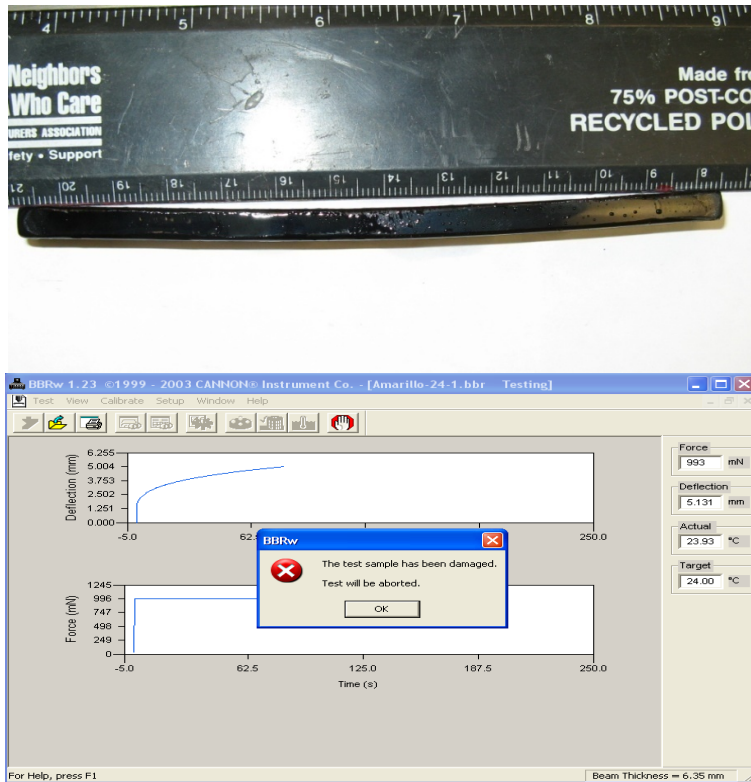 4 5 6 7 8 9
Neighbors
Made fro
Who Care
75% POST-CO
URERS ASSOCIATION
RECYCLED POL
fety • Support
21 20 19 18 17 16 15 14 13 12 11 10 9 8
BBRw 1.23 ©1999 - 2003 CANNON® Instrument Co. - [Amarillo-24-1.bbr Testing]
Test View Calibrate Setup Window Help
Deflection (mm)
6.255
5.004
3.753
2.502
1.251
0.000
-5.0 62.5 250.0
BBRw
The test sample has been damaged.
Test will be aborted.
OK
Force (mN)
1245
996
747
498
249
0
-5.0 62.5 125.0 187.5 250.0
Time (s)
Force
993 mN
Deflection
5.131 mm
Actual
23.93 °C
Target
24.00 °C
For Help, press F1
Beam Thickness = 6.35 mm